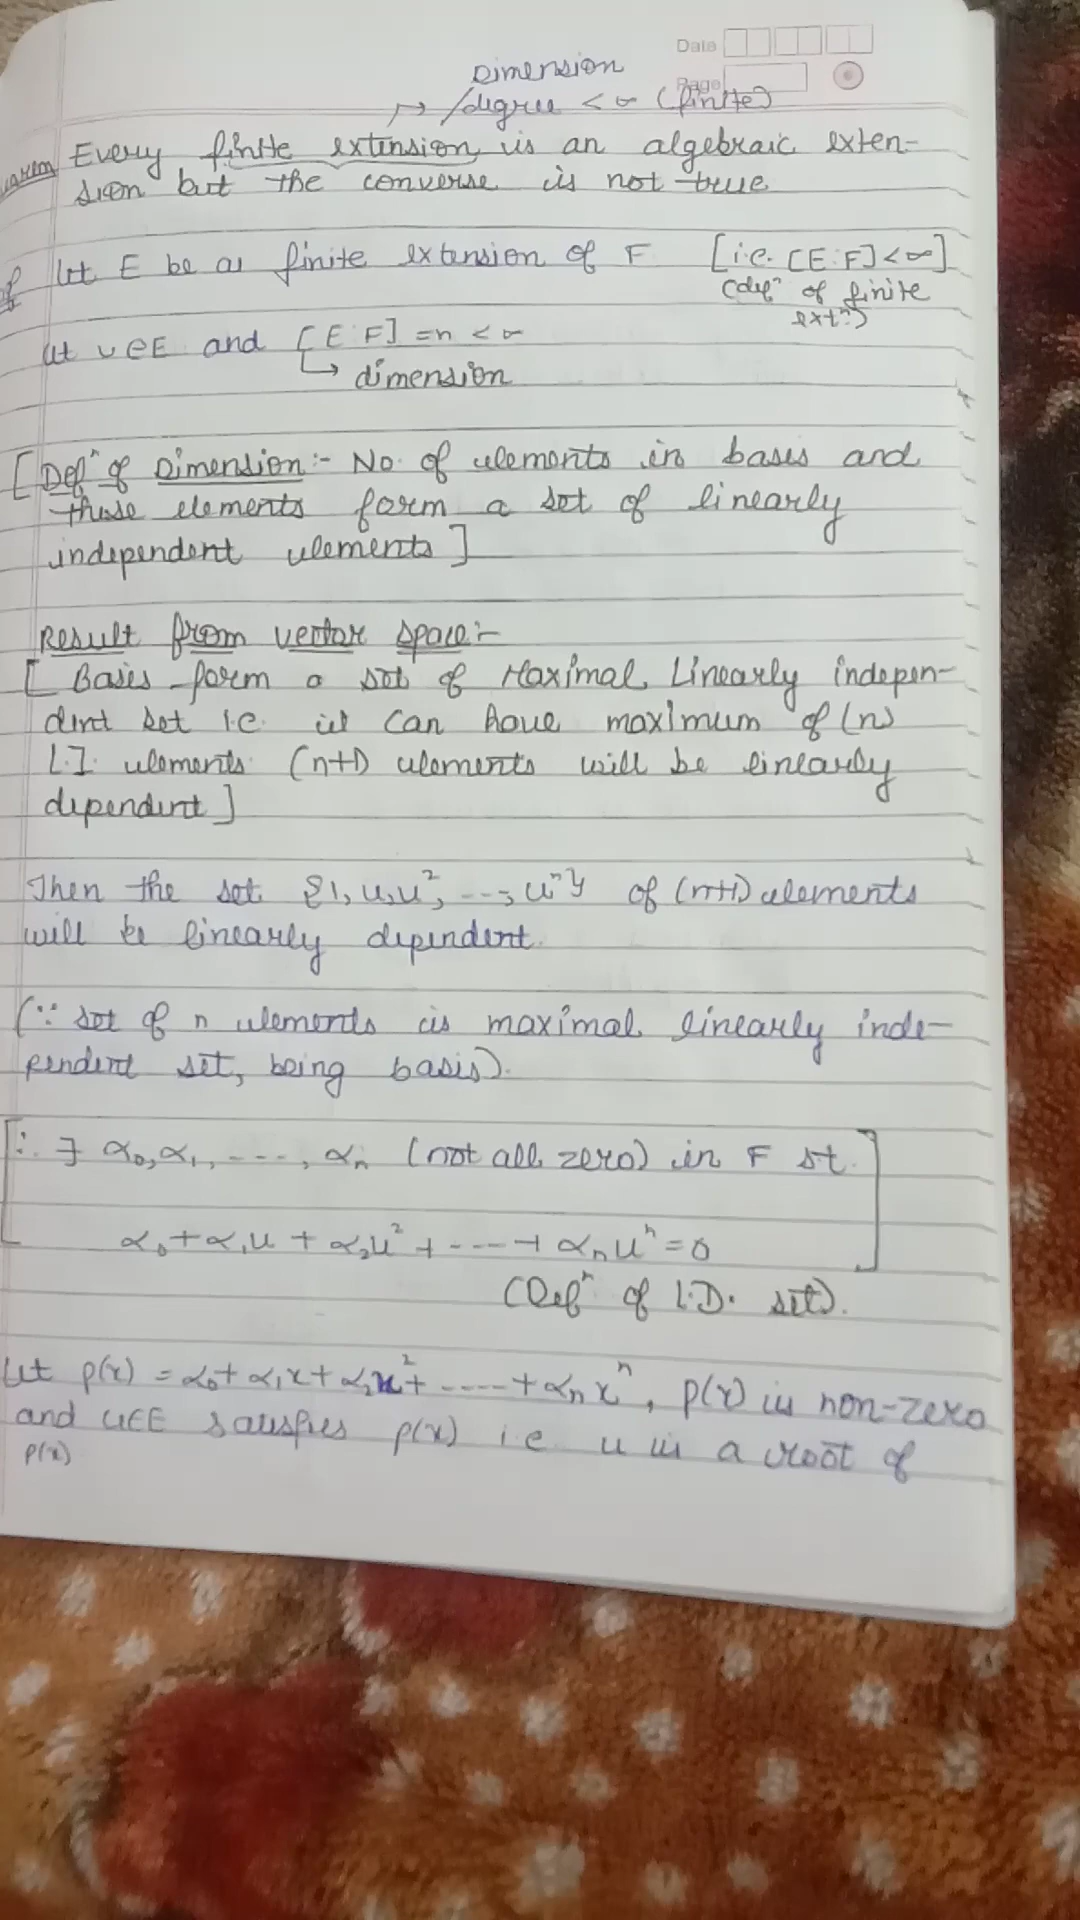 Date
Dimension
Page
/degree < ∞ (finite)
Every finite extension is an algebraic exten-
sion but the converse is not true
Let E be a finite extension of F [i.e. [E:F] < ∞]
(defⁿ of finite
extⁿ)
Let u∈E and [E:F] = n < ∞
↳ dimension
[Defⁿ of Dimension:- No. of elements in basis and
these elements form a set of linearly
independent elements]
Result from vector space:-
[ Basis form a set of Maximal Linearly indepen-
dent set i.e. it can have maximum of (n)
L.I. elements. (n+1) elements will be linearly
dependent]
Then the set {1, u, u², ---, uⁿ} of (n+1) elements
will be linearly dependent.
(∵ set of n elements is maximal linearly inde-
pendent set, being basis).
[∴ ∃ α₀, α₁, ----, αₙ (not all zero) in F s.t.
α₀ + α₁u + α₂u² + ---- + αₙuⁿ = 0 ]
(Defⁿ of L.D. set).
Let p(x) = α₀ + α₁x + α₂x² + ----- + αₙxⁿ, p(x) is non-zero
and u∈E satisfies p(x) i.e u is a root of
p(x)